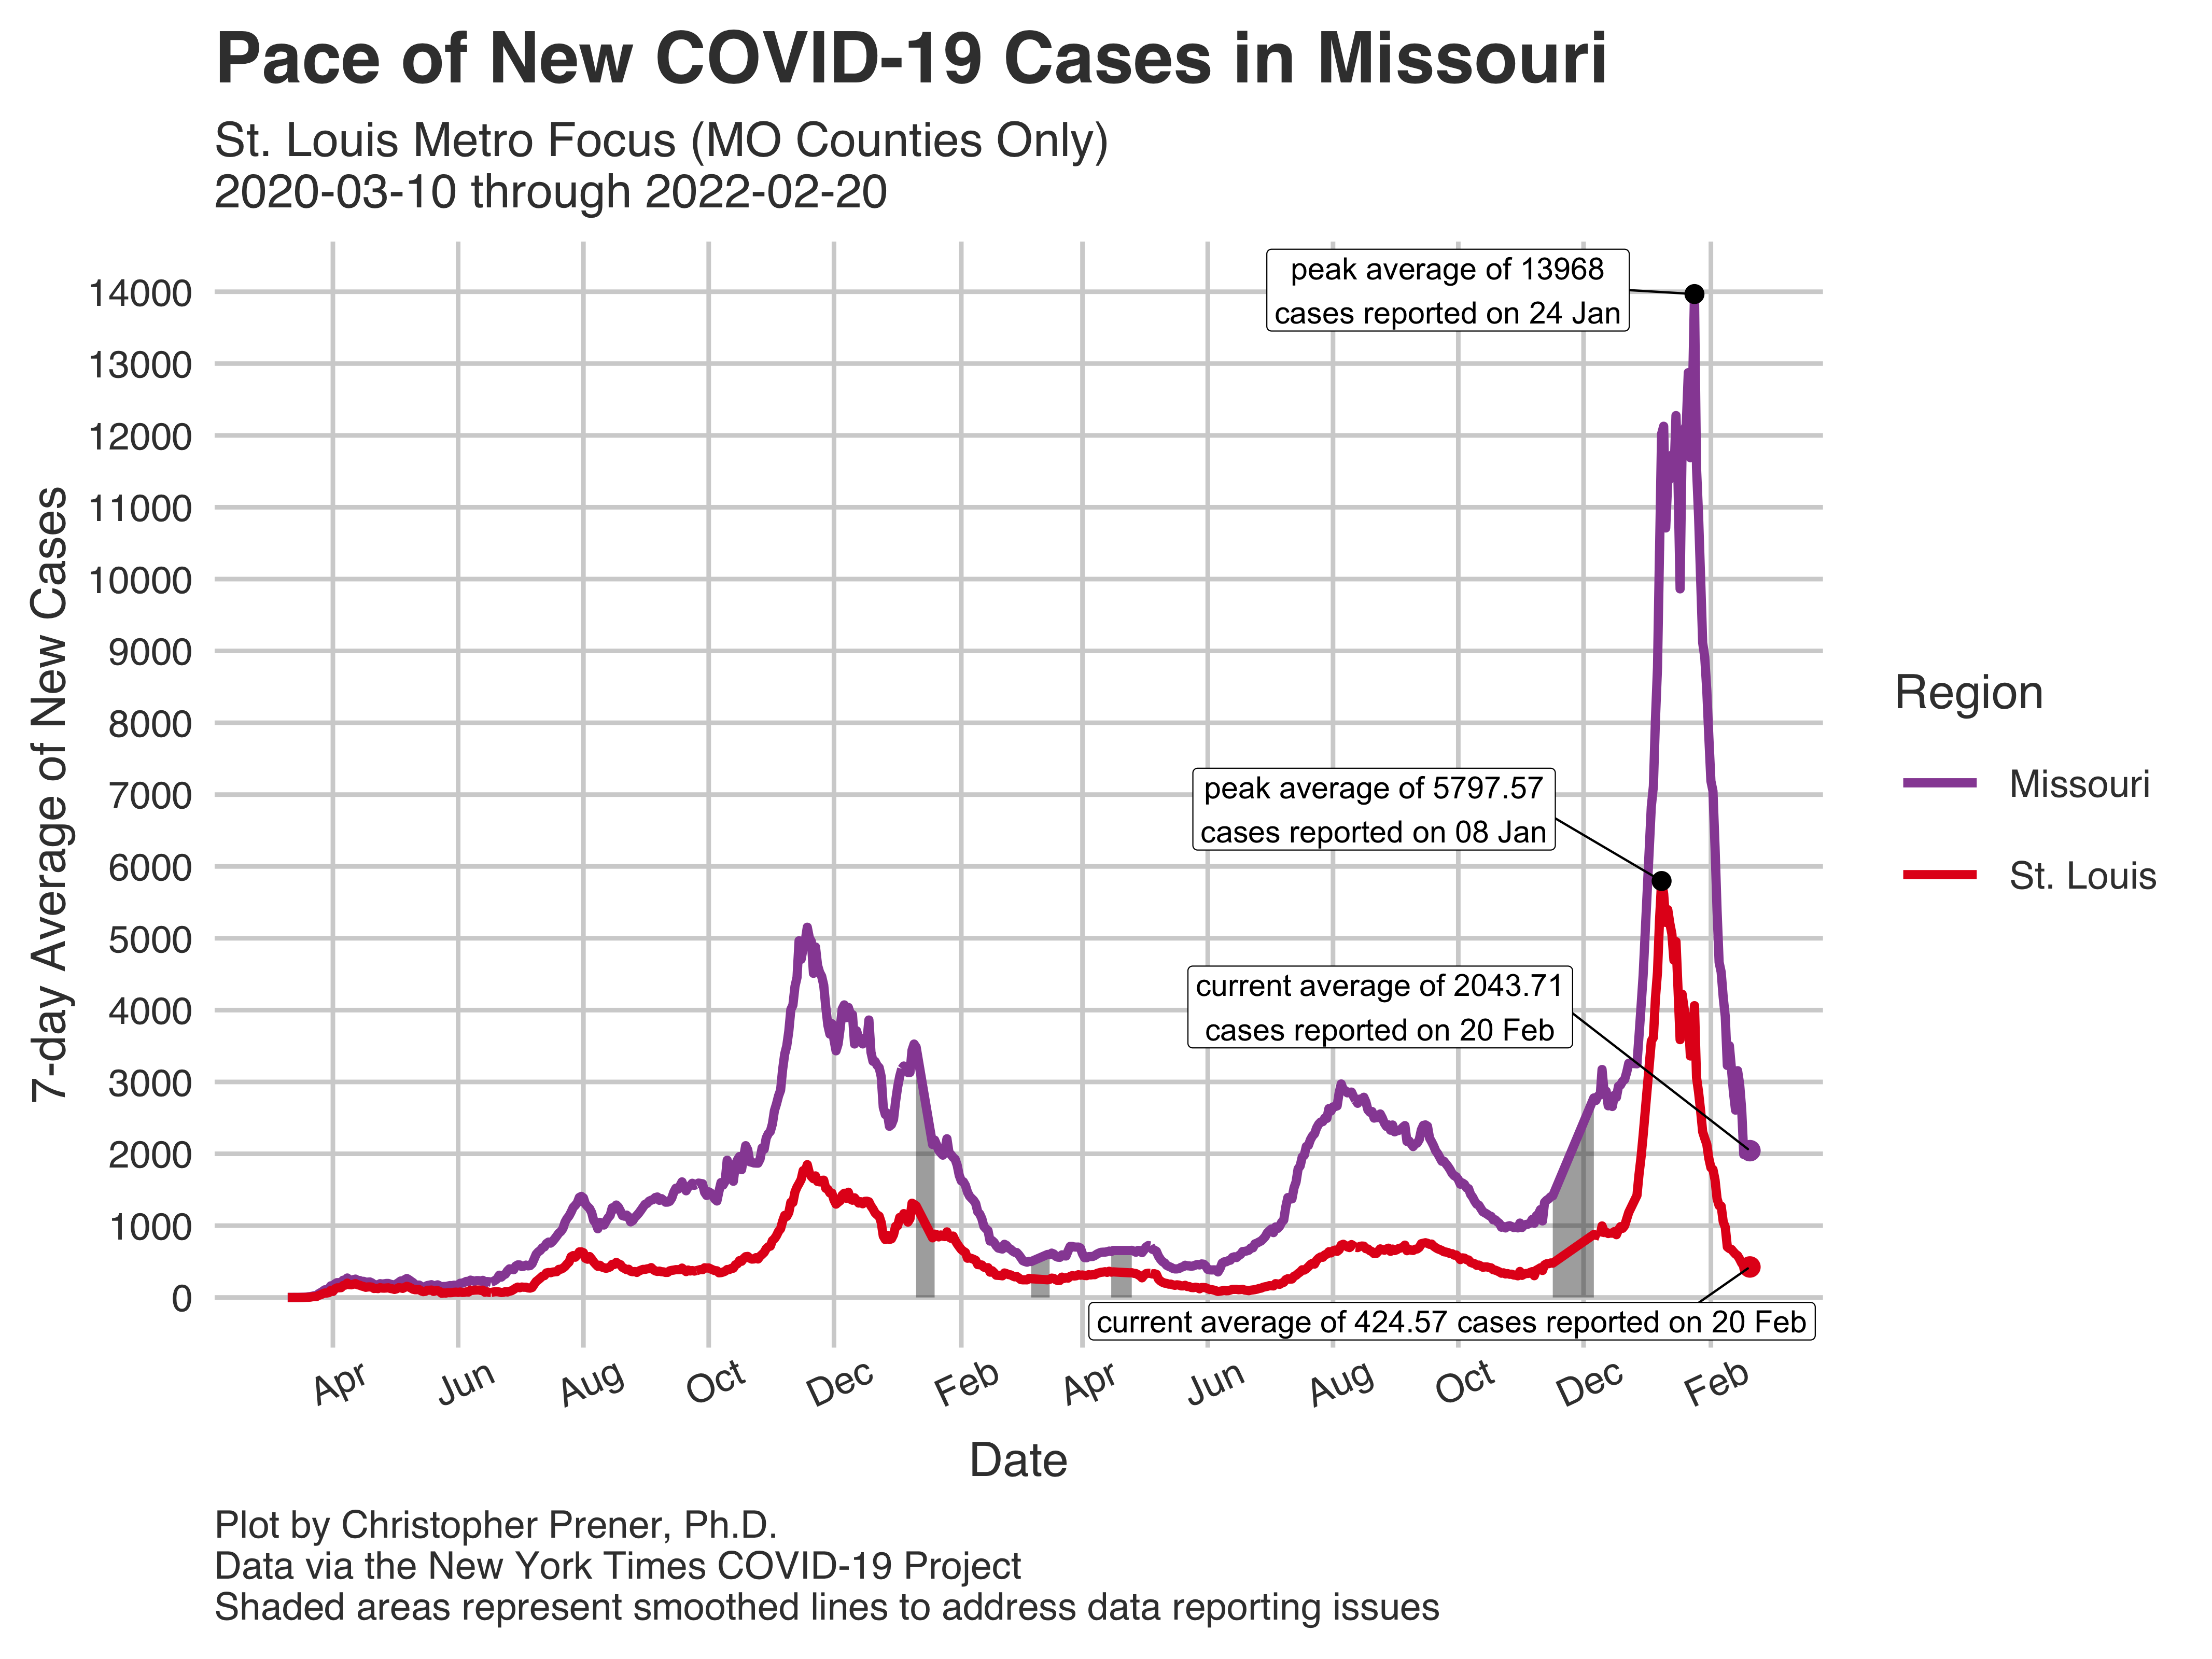 Pace of New COVID-19 Cases in Missouri
St. Louis Metro Focus (MO Counties Only)
2020-03-10 through 2022-02-20
7-day Average of New Cases
14000
13000
12000
11000
10000
9000
8000
7000
6000
5000
4000
3000
2000
1000
0
peak average of 13968
cases reported on 24 Jan
peak average of 5797.57
cases reported on 08 Jan
current average of 2043.71
cases reported on 20 Feb
current average of 424.57 cases reported on 20 Feb
Region
Missouri
St. Louis
Apr Jun Aug Oct Dec Feb Apr Jun Aug Oct Dec Feb
Date
Plot by Christopher Prener, Ph.D.
Data via the New York Times COVID-19 Project
Shaded areas represent smoothed lines to address data reporting issues